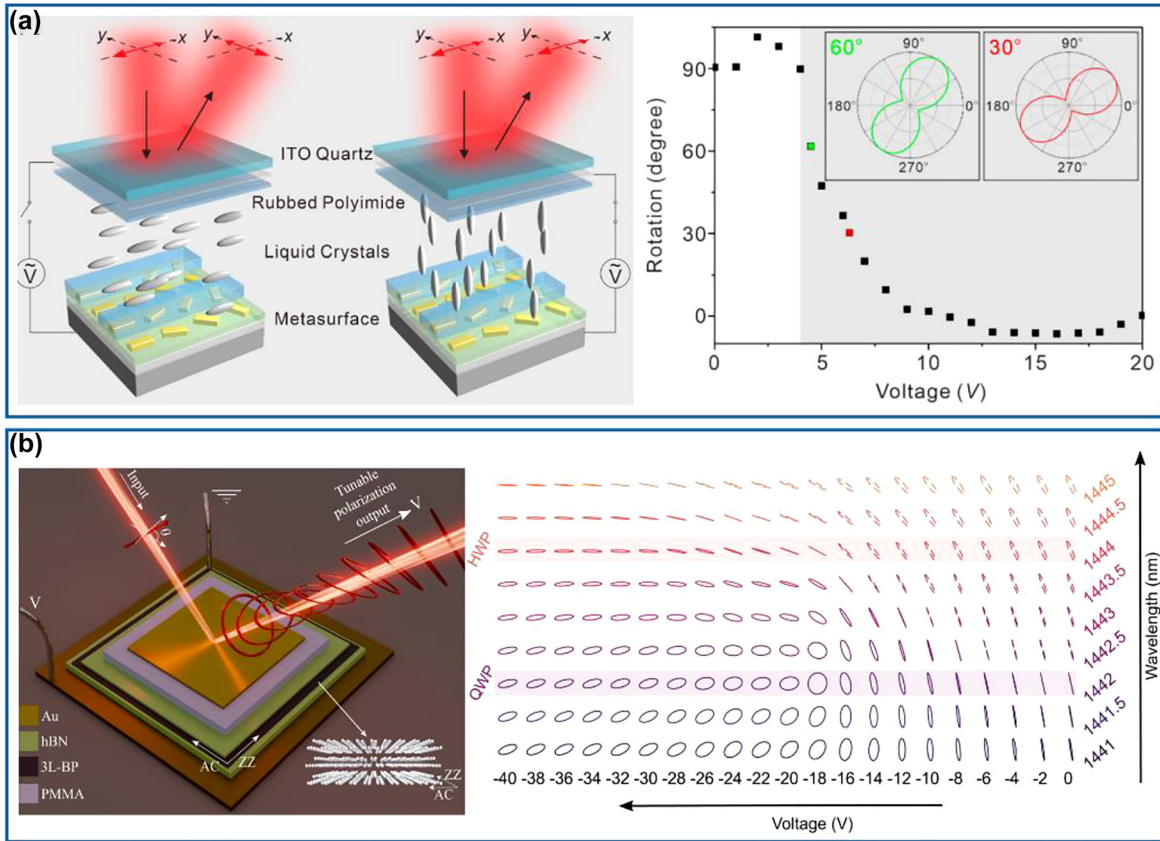 (a)
y x y x
y x y x
ITO Quartz
Rubbed Polyimide
Liquid Crystals
Metasurface
Ṽ
Ṽ
Rotation (degree)
90
60
30
0
0 5 10 15 20
Voltage (V)
60°
90°
180° 0°
270°
30°
90°
180° 0°
270°
(b)
Input
θ
Tunable
polarization
output
V
V
Au
hBN
3L-BP
PMMA
AC ZZ
ZZ
AC
HWP
QWP
1445
1444.5
1444
1443.5
1443
1442.5
1442
1441.5
1441
Wavelength (nm)
-40 -38 -36 -34 -32 -30 -28 -26 -24 -22 -20 -18 -16 -14 -12 -10 -8 -6 -4 -2 0
Voltage (V)